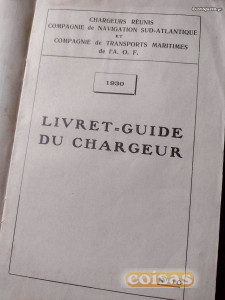 CHARGEURS RÉUNIS
COMPAGNIE DE NAVIGATION SUD-ATLANTIQUE
ET
COMPAGNIE DE TRANSPORTS MARITIMES
de l'A. O. F.
1930
LIVRET-GUIDE
DU CHARGEUR
coisas